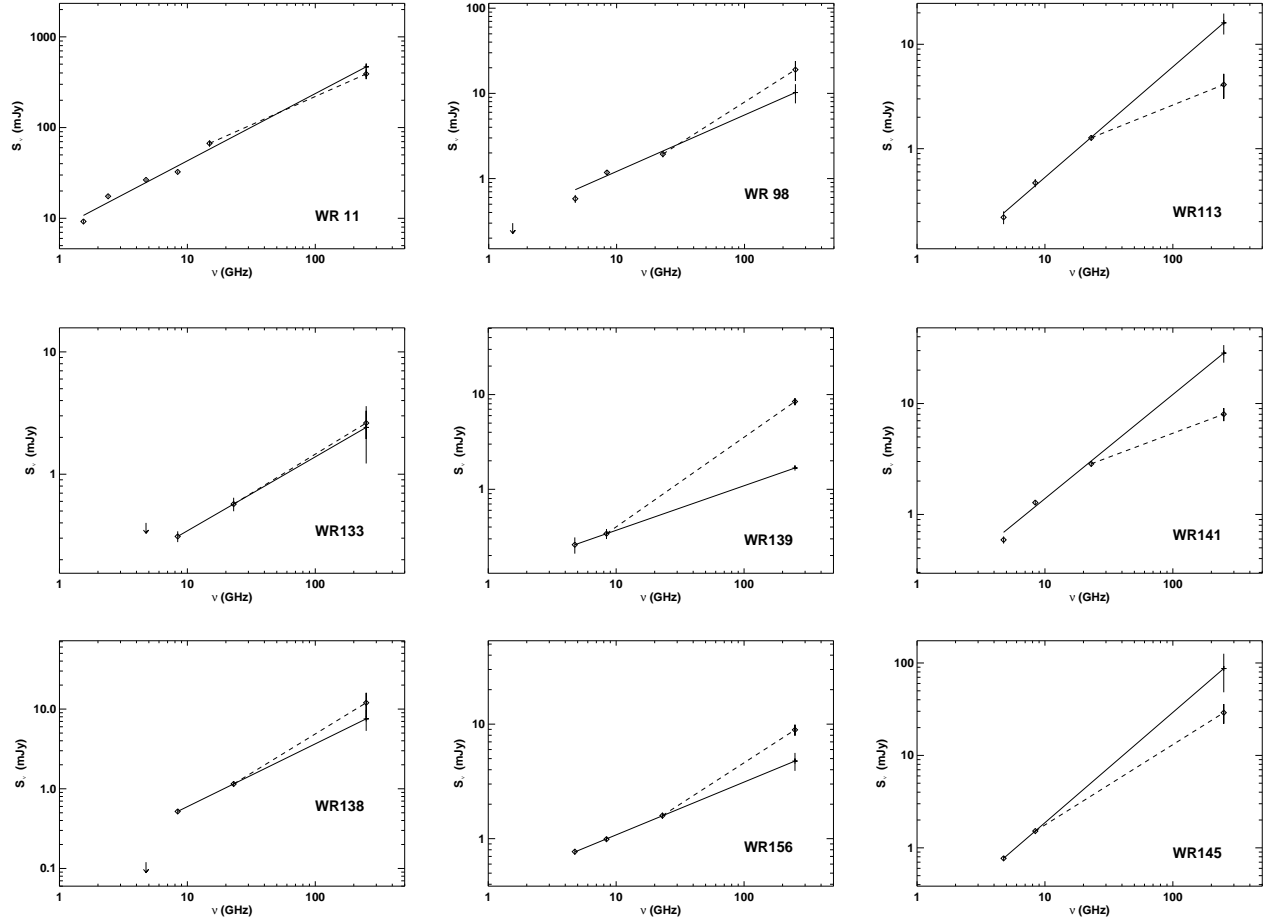 1000
100
10
S_ν (mJy)
1 10 100
ν (GHz)
WR 11
100
10
1
S_ν (mJy)
1 10 100
ν (GHz)
WR 98
10
1
S_ν (mJy)
1 10 100
ν (GHz)
WR113
10
1
S_ν (mJy)
1 10 100
ν (GHz)
WR133
10
1
S_ν (mJy)
1 10 100
ν (GHz)
WR139
10
1
S_ν (mJy)
1 10 100
ν (GHz)
WR141
10.0
1.0
0.1
S_ν (mJy)
1 10 100
ν (GHz)
WR138
10
1
S_ν (mJy)
1 10 100
ν (GHz)
WR156
100
10
1
S_ν (mJy)
1 10 100
ν (GHz)
WR145